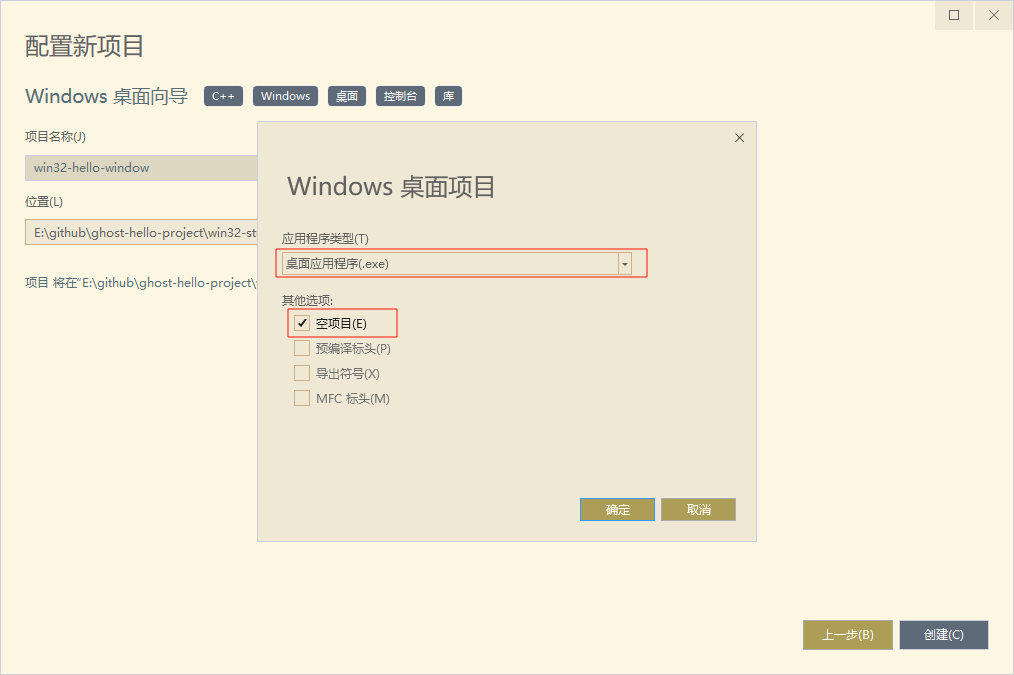 配置新项目
Windows 桌面向导 C++ Windows 桌面 控制台 库
项目名称(J)
win32-hello-window
位置(L)
E:\github\ghost-hello-project\win32-st
项目 将在"E:\github\ghost-hello-project\
Windows 桌面项目
应用程序类型(T)
桌面应用程序(.exe)
其他选项:
空项目(E)
预编译标头(P)
导出符号(X)
MFC 标头(M)
确定 取消
上一步(B) 创建(C)